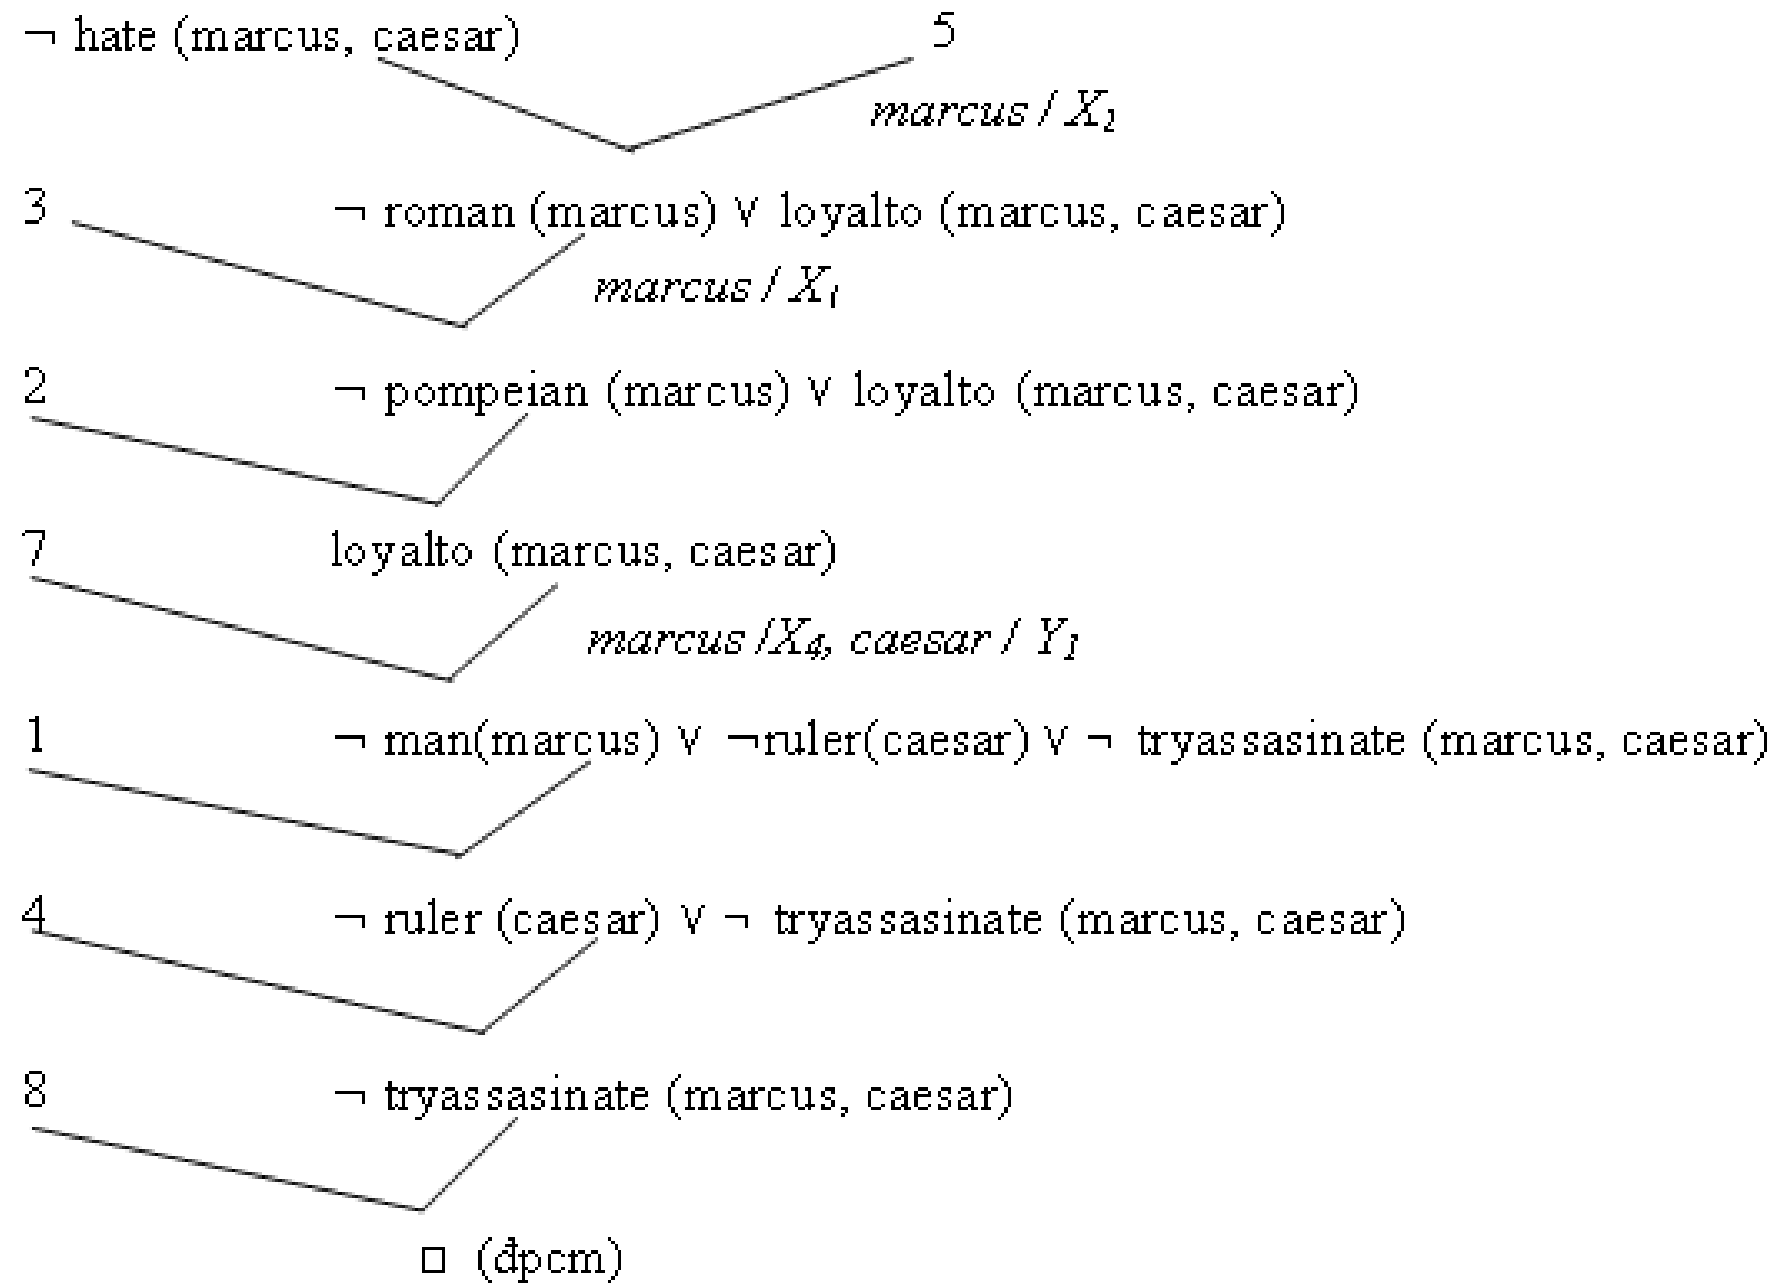 ¬ hate (marcus, caesar) 5
marcus / X₂
3 ¬ roman (marcus) V loyalto (marcus, caesar)
marcus / X₁
2 ¬ pompeian (marcus) V loyalto (marcus, caesar)
7 loyalto (marcus, caesar)
marcus /X₄, caesar / Y₁
1 ¬ man(marcus) V ¬ruler(caesar) V ¬ tryassasinate (marcus, caesar)
4 ¬ ruler (caesar) V ¬ tryassasinate (marcus, caesar)
8 ¬ tryassasinate (marcus, caesar)
□ (đpcm)